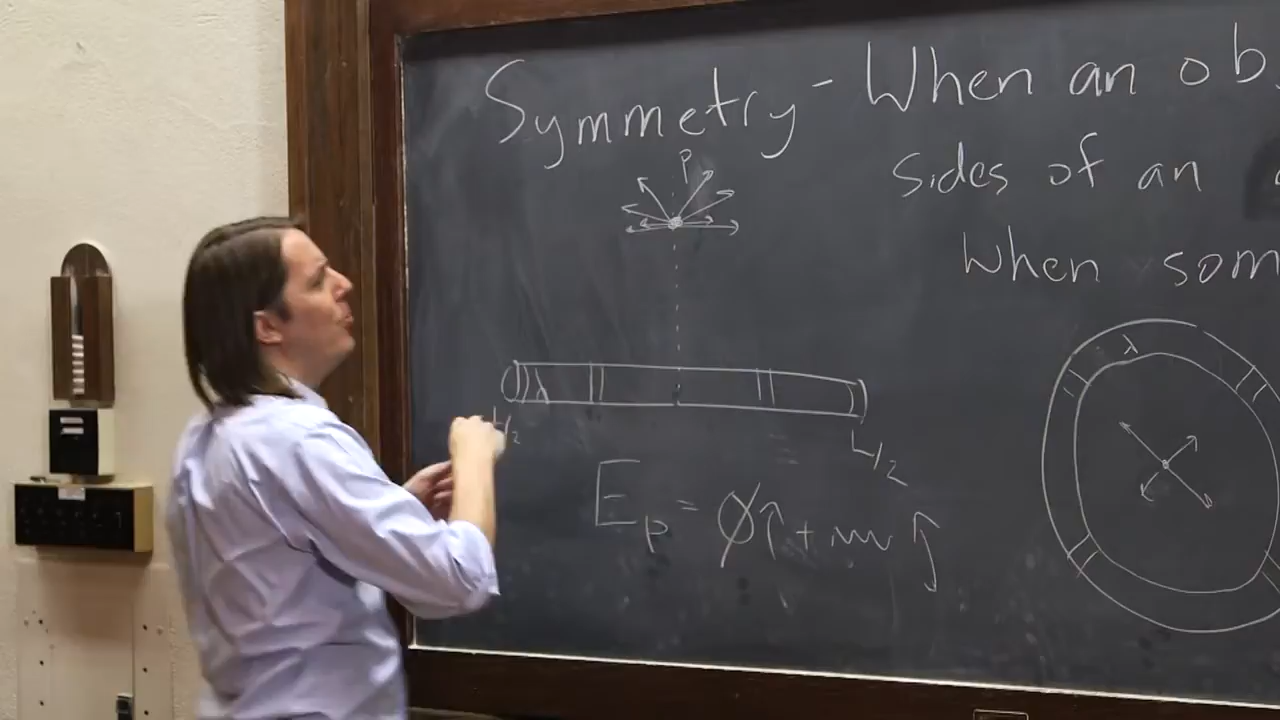 Symmetry - When an ob
sides of an
when som
P
λ
λ
L/2
L/2
E_p = ∅↑ + m ↑